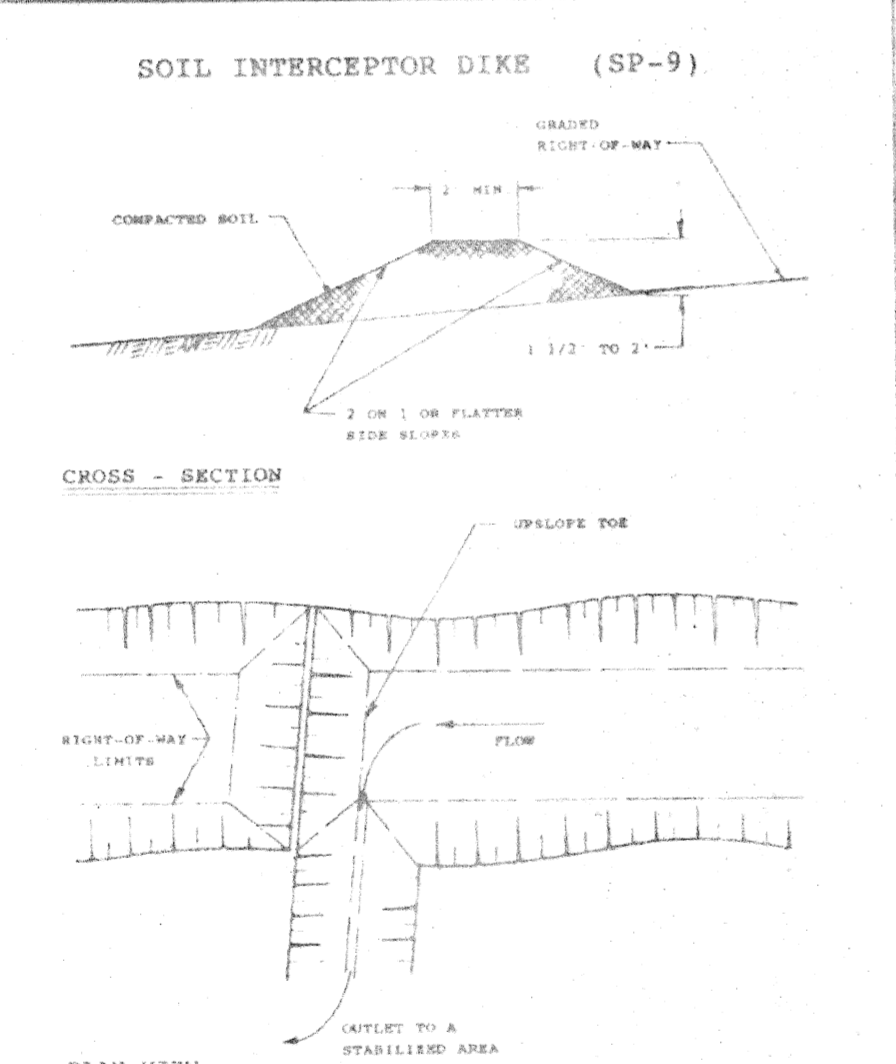 SOIL INTERCEPTOR DIKE (SP-9)
GRADED
RIGHT-OF-WAY
2' MIN
COMPACTED SOIL
1 1/2' TO 2'
2 ON 1 OR FLATTER
SIDE SLOPES
CROSS - SECTION
UPSLOPE TOE
FLOW
RIGHT-OF-WAY
LIMITS
OUTLET TO A
STABILIZED AREA